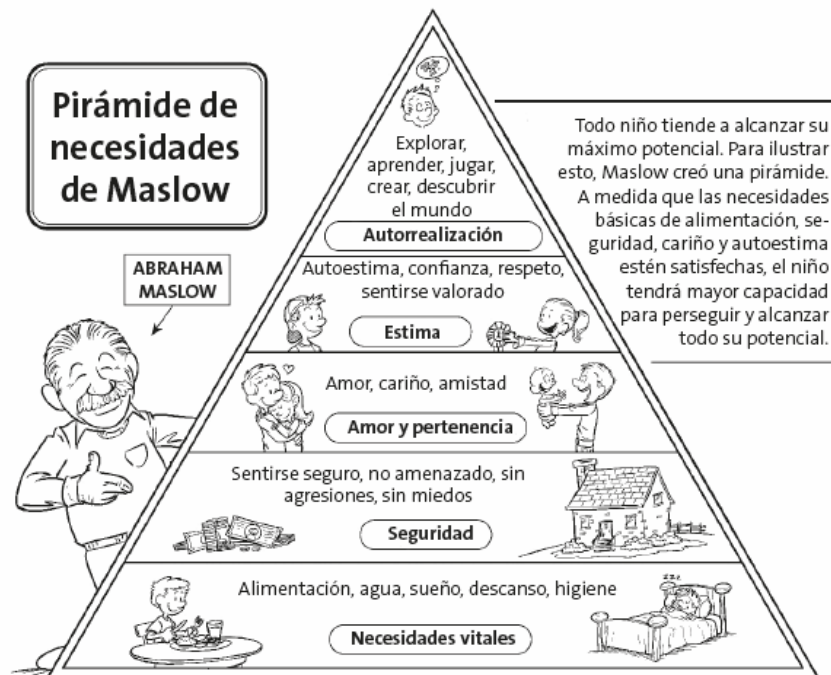 Pirámide de
necesidades
de Maslow
ABRAHAM
MASLOW
Explorar,
aprender, jugar,
crear, descubrir
el mundo
Autorrealización
Todo niño tiende a alcanzar su
máximo potencial. Para ilustrar
esto, Maslow creó una pirámide.
A medida que las necesidades
básicas de alimentación, se-
guridad, cariño y autoestima
estén satisfechas, el niño
tendrá mayor capacidad
para perseguir y alcanzar
todo su potencial.
Autoestima, confianza, respeto,
sentirse valorado
Estima
Amor, cariño, amistad
Amor y pertenencia
Sentirse seguro, no amenazado, sin
agresiones, sin miedos
Seguridad
Alimentación, agua, sueño, descanso, higiene
zzz
Necesidades vitales